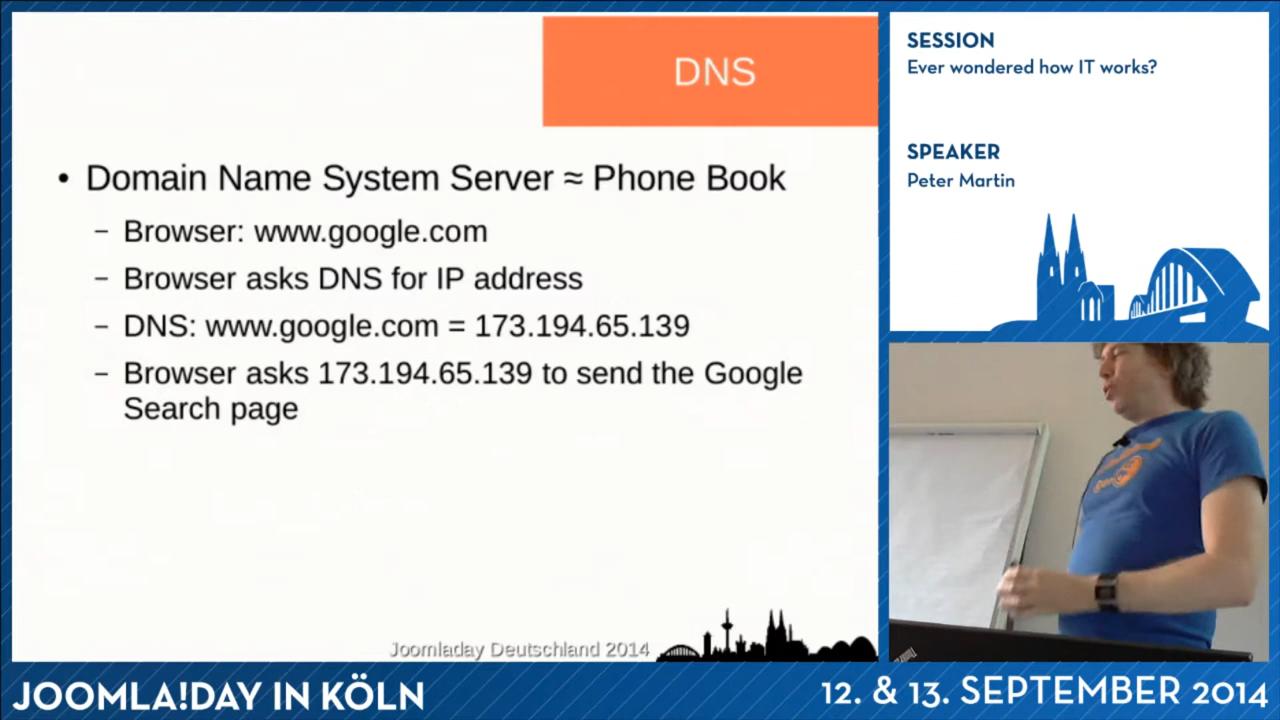 DNS
• Domain Name System Server ≈ Phone Book
– Browser: www.google.com
– Browser asks DNS for IP address
– DNS: www.google.com = 173.194.65.139
– Browser asks 173.194.65.139 to send the Google
Search page
Joomladay Deutschland 2014
SESSION
Ever wondered how IT works?
SPEAKER
Peter Martin
JOOMLA!DAY IN KÖLN
12. & 13. SEPTEMBER 2014